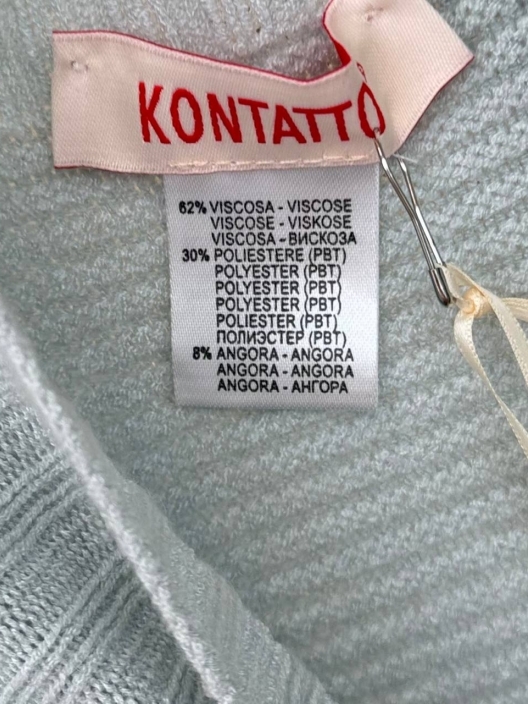 KONTATTO
62% VISCOSA - VISCOSE
VISCOSE - VISKOSE
VISCOSA - ВИСКОЗА
30% POLIESTERE (PBT)
POLYESTER (PBT)
POLYESTER (PBT)
POLYESTER (PBT)
POLIESTER (PBT)
ПОЛИЭСТЕР (PBT)
8% ANGORA - ANGORA
ANGORA - ANGORA
ANGORA - АНГОРА